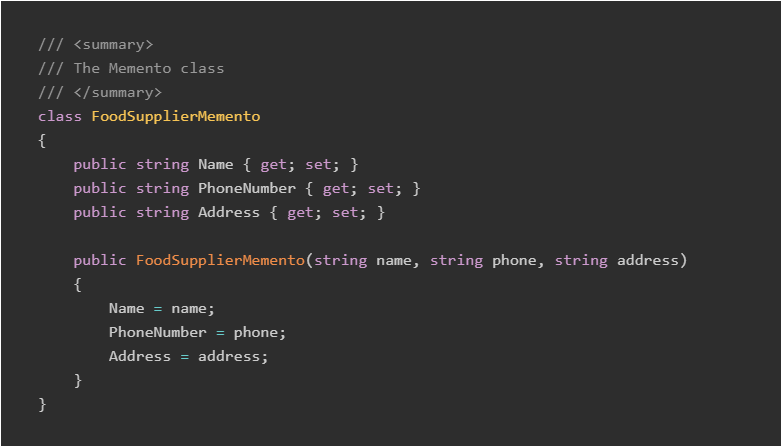 /// <summary>
/// The Memento class
/// </summary>
class FoodSupplierMemento
{
    public string Name { get; set; }
    public string PhoneNumber { get; set; }
    public string Address { get; set; }

    public FoodSupplierMemento(string name, string phone, string address)
    {
        Name = name;
        PhoneNumber = phone;
        Address = address;
    }
}